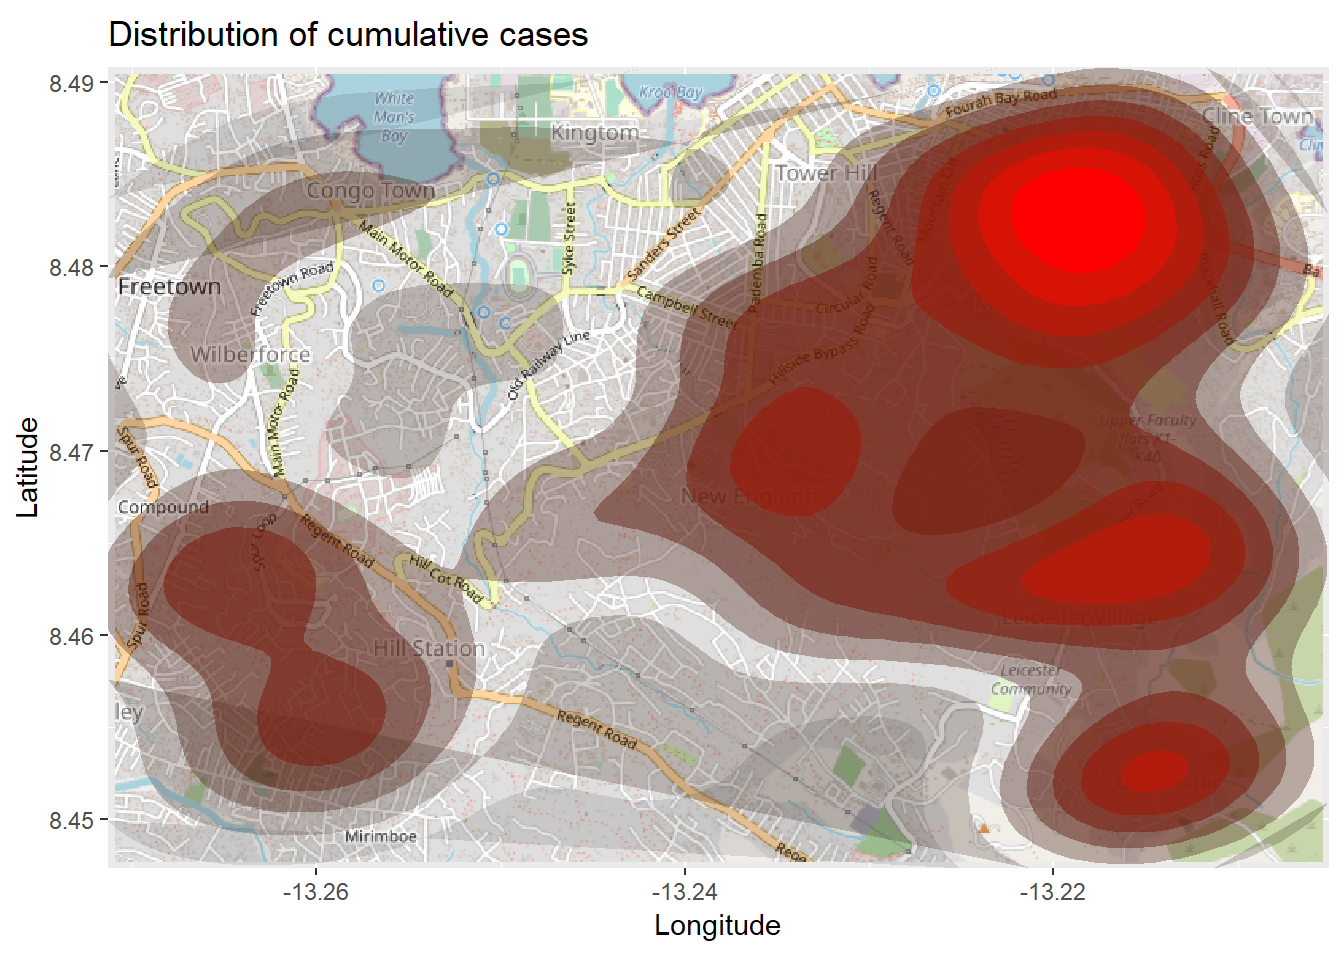 Distribution of cumulative cases
8.49
8.48
8.47
8.46
8.45
Latitude
-13.26
-13.24
-13.22
Longitude
White
Man's
Bay
Kroo Bay
Kingtom
Fourah Bay Road
Cline Town
Congo Town
Tower Hill
Main Motor Road
Syke Street
Sanders Street
Pademba Road
Regent Road
Freetown
Freetown Road
Campbell Street
Circular Road
Wilberforce
Old Railway Line
Hillside Bypass Road
Main Motor Road
Spur Road
Upper Faculty
flats K1-
K40
Compound
New England
Spur Loop
Regent Road
Hill Cot Road
Spur Road
Leicester Village
Hill Station
Leicester
Community
ley
Regent Road
Mirimboe
Rege